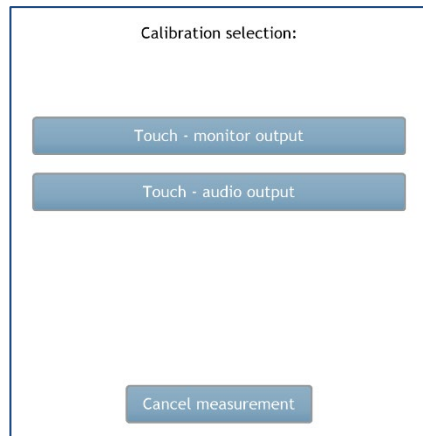 Calibration selection:
Touch - monitor output
Touch - audio output
Cancel measurement